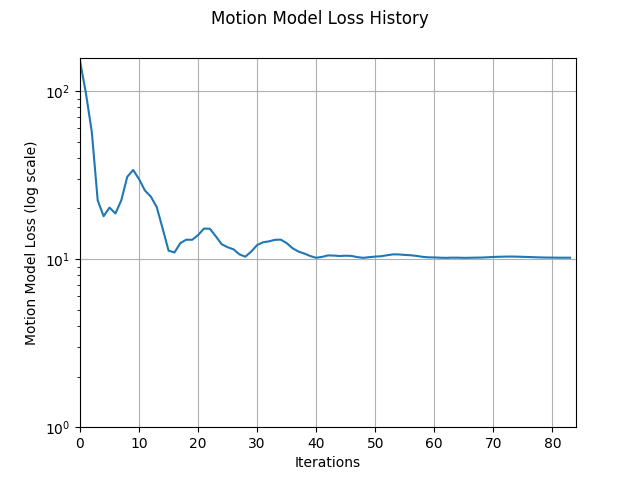 Motion Model Loss History
Motion Model Loss (log scale)
10²
10¹
10⁰
0 10 20 30 40 50 60 70 80
Iterations